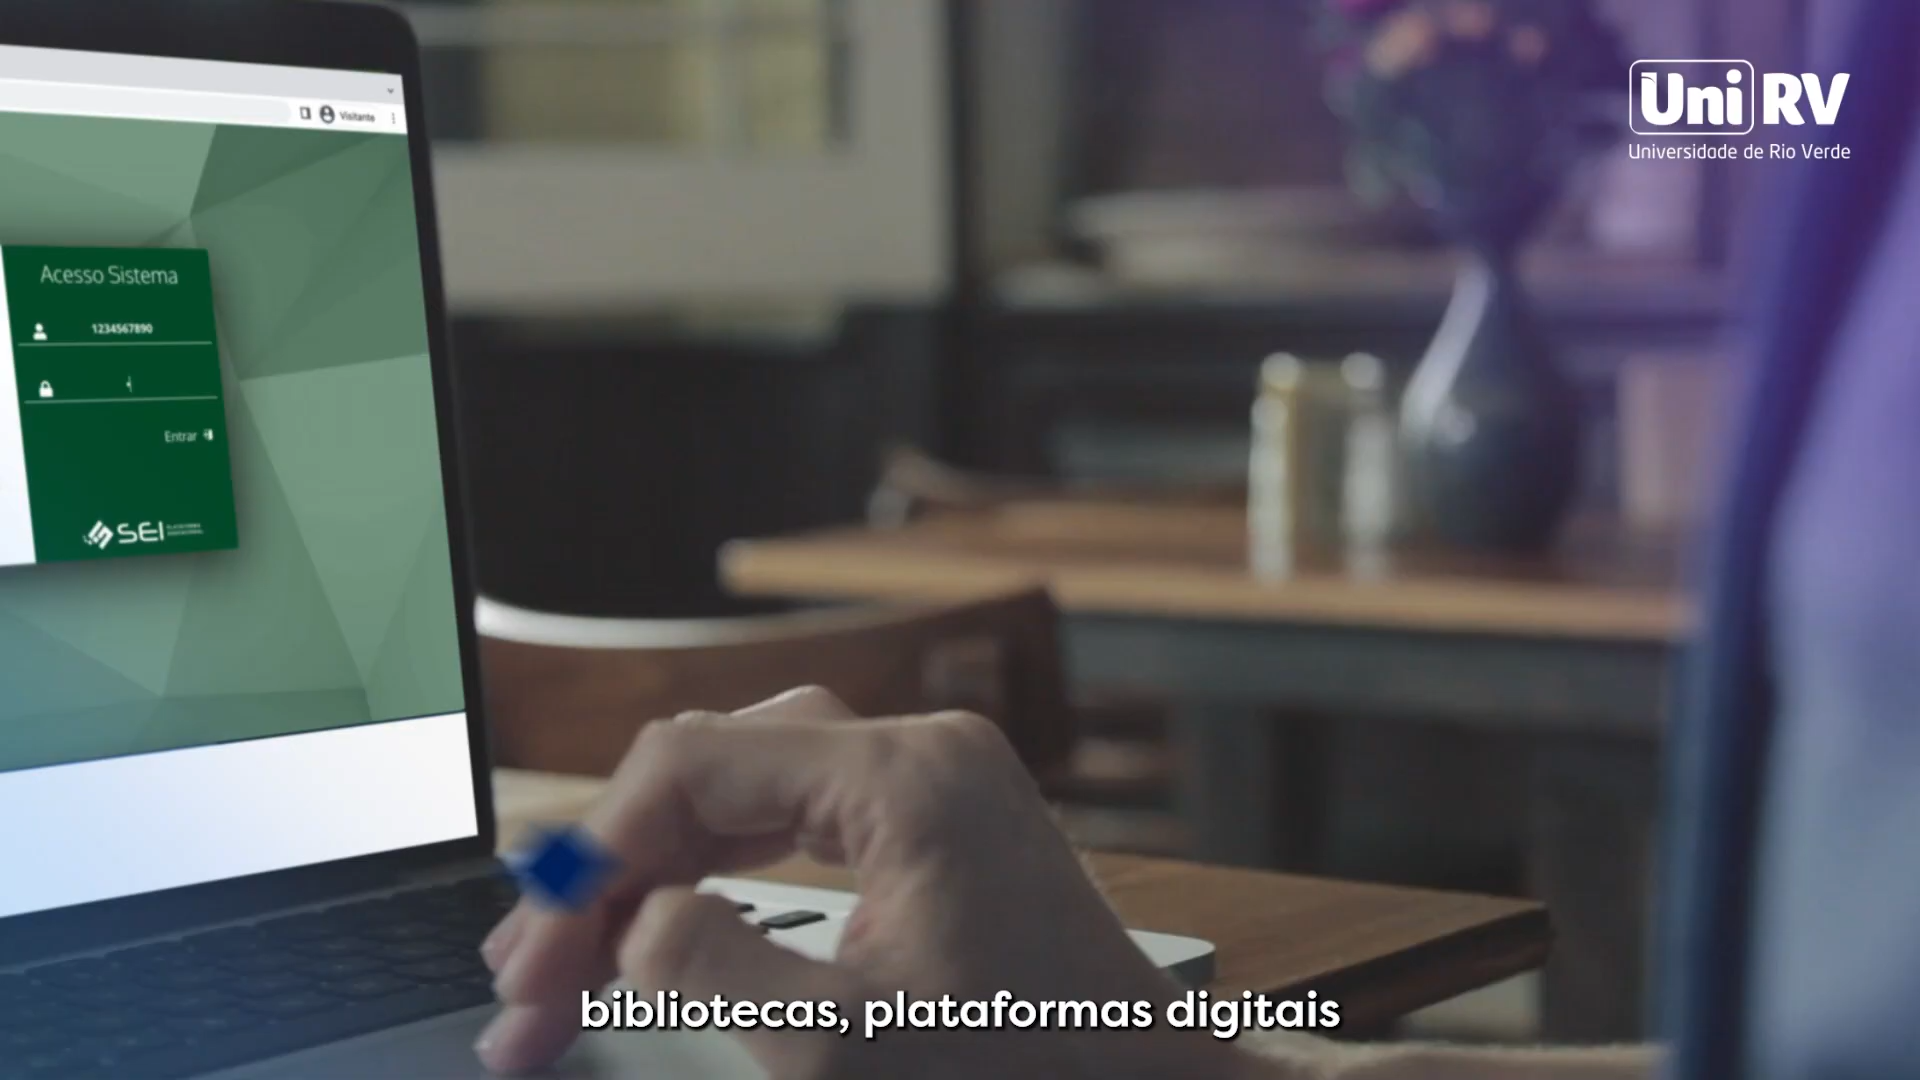 Uni RV
Universidade de Rio Verde
Visitante
Acesso Sistema
1234567890
Entrar
SEI
bibliotecas, plataformas digitais